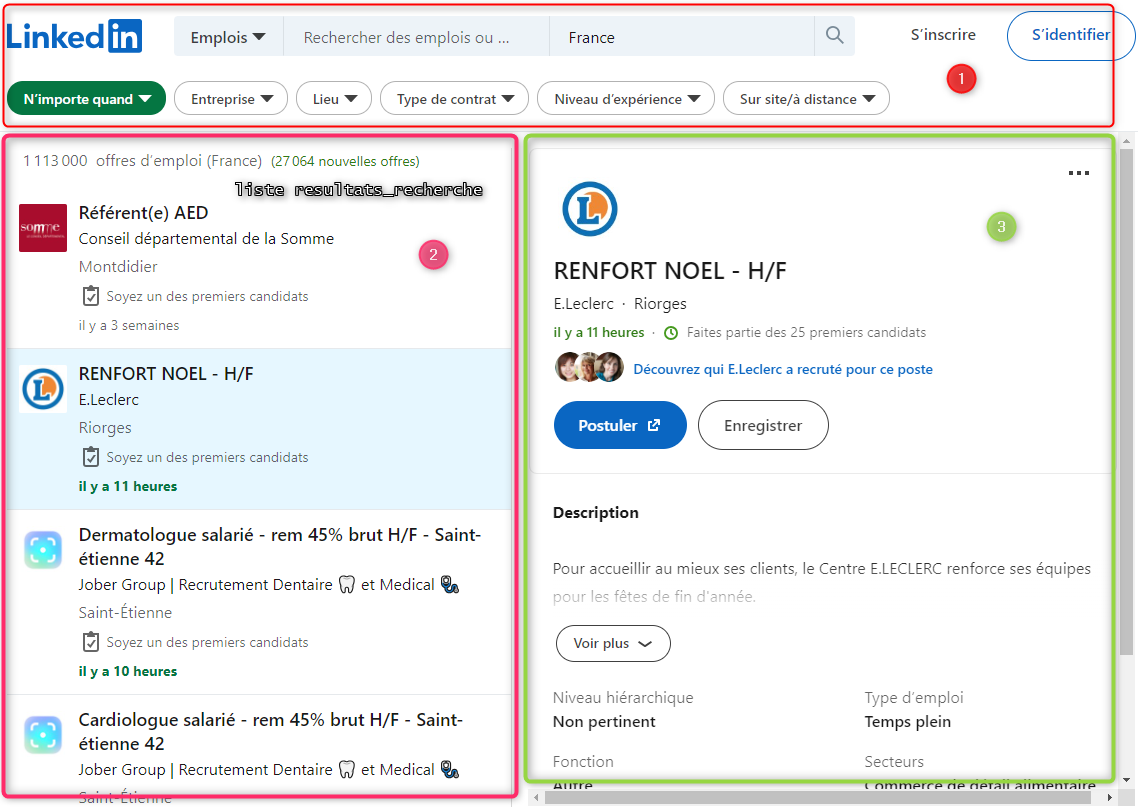 Linked in
Emplois Rechercher des emplois ou ... France S'inscrire S'identifier
1
N'importe quand Entreprise Lieu Type de contrat Niveau d'expérience Sur site/à distance
1 113 000 offres d'emploi (France) (27 064 nouvelles offres)
liste resultats_recherche
somme
Référent(e) AED
Conseil départemental de la Somme
2
Montdidier
Soyez un des premiers candidats
il y a 3 semaines
L
RENFORT NOEL - H/F
E.Leclerc
Riorges
Soyez un des premiers candidats
il y a 11 heures
Dermatologue salarié - rem 45% brut H/F - Saint-
étienne 42
Jober Group | Recrutement Dentaire 🦷 et Medical 🩺
Saint-Étienne
Soyez un des premiers candidats
il y a 10 heures
Cardiologue salarié - rem 45% brut H/F - Saint-
étienne 42
Jober Group | Recrutement Dentaire 🦷 et Medical 🩺
Saint-Étienne
...
L
3
RENFORT NOEL - H/F
E.Leclerc · Riorges
il y a 11 heures · Faites partie des 25 premiers candidats
Découvrez qui E.Leclerc a recruté pour ce poste
Postuler Enregistrer
Description
Pour accueillir au mieux ses clients, le Centre E.LECLERC renforce ses équipes
pour les fêtes de fin d'année.
Voir plus
Niveau hiérarchique Type d'emploi
Non pertinent Temps plein
Fonction Secteurs
Autre Commerce de détail alimentaire